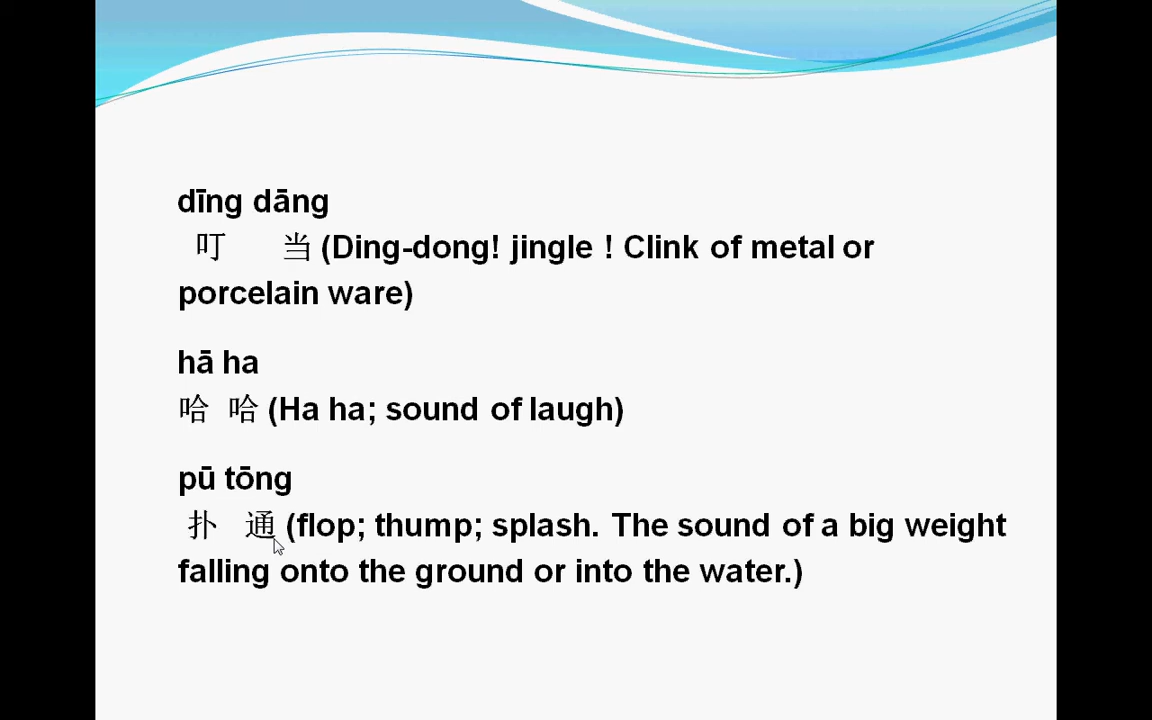 dīng dāng
叮 当 (Ding-dong! jingle ! Clink of metal or
porcelain ware)
hā ha
哈 哈 (Ha ha; sound of laugh)
pū tōng
扑 通 (flop; thump; splash. The sound of a big weight
falling onto the ground or into the water.)